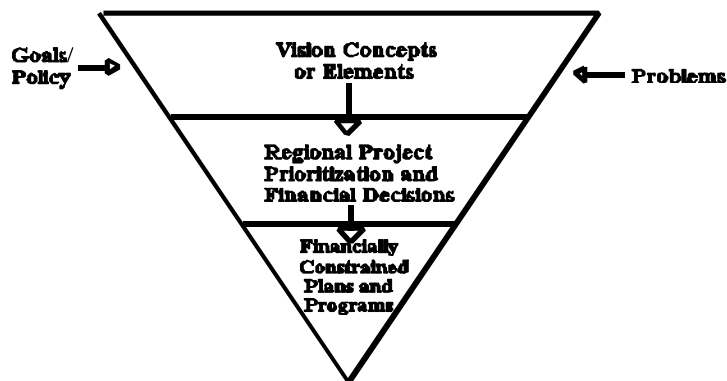 Goals/
Policy
Vision Concepts
or Elements
Problems
Regional Project
Prioritization and
Financial Decisions
Financially
Constrained
Plans and
Programs